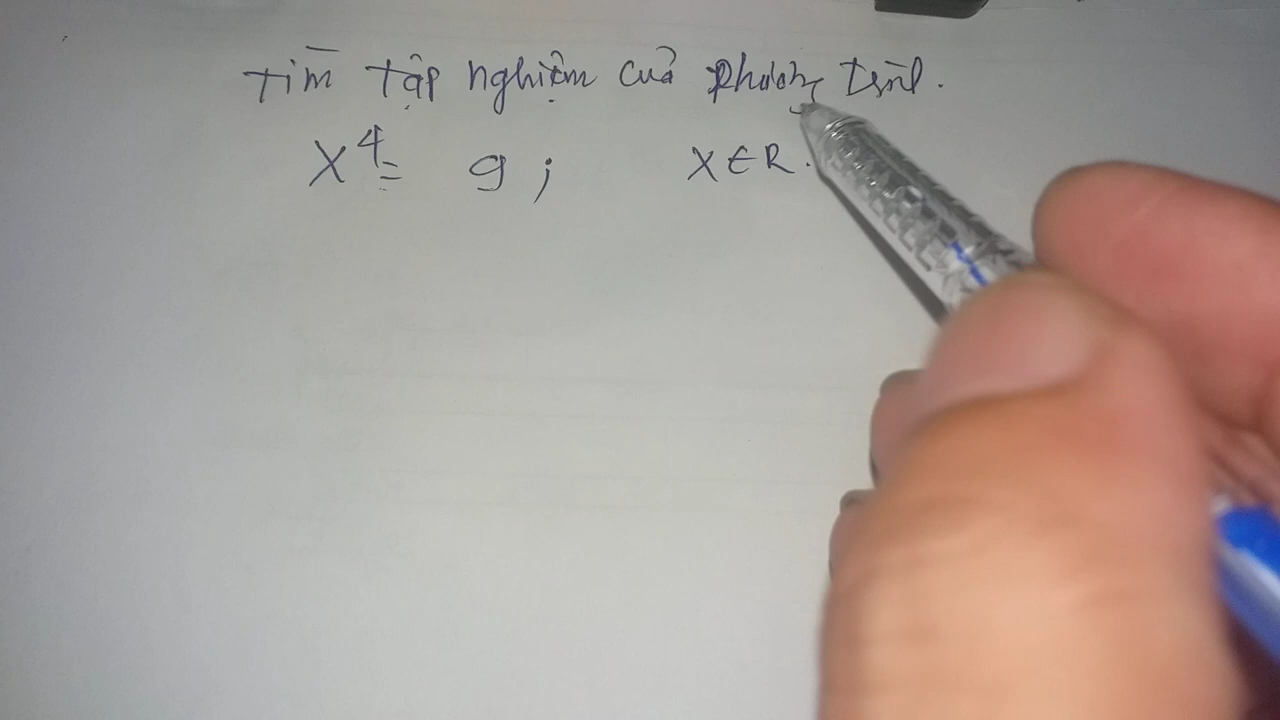 Tìm tập nghiệm của phương trình.
X⁴ = 9; X ∈ R.